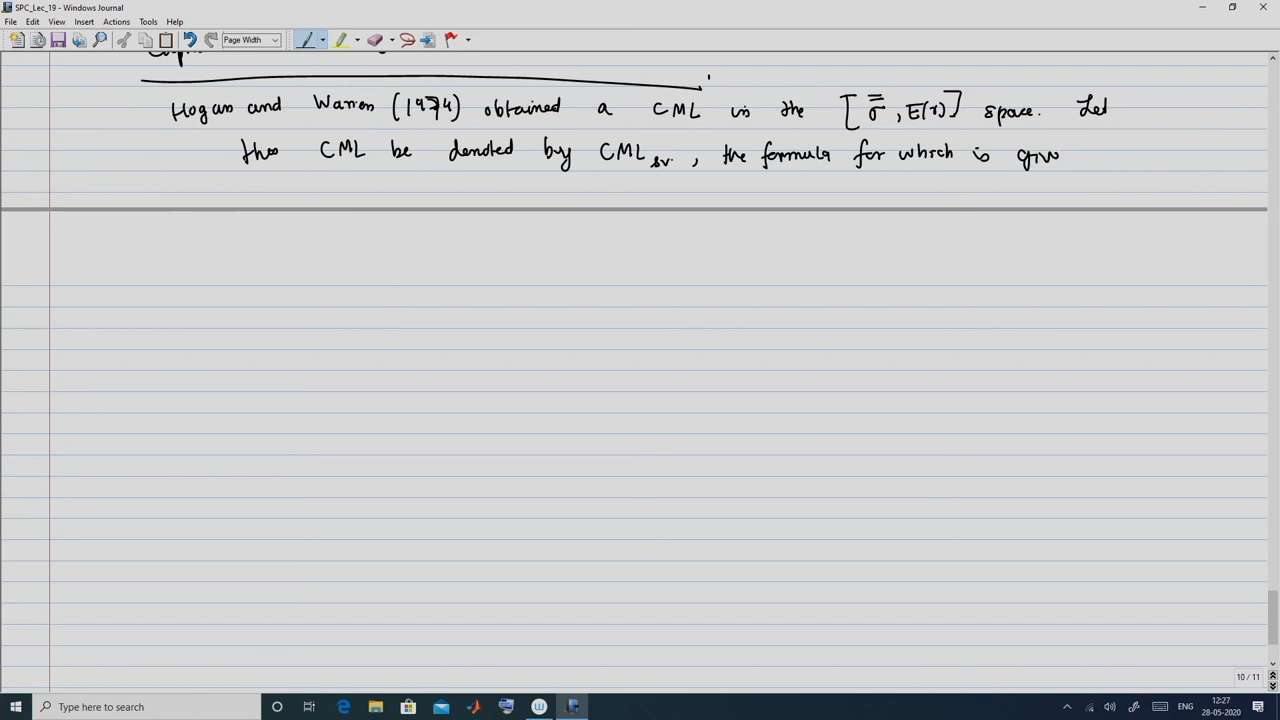 SPC_Lec_19 - Windows Journal
File Edit View Insert Actions Tools Help
Page Width
Hogan and Warren (1974) obtained a CML in the [σ̿, E(r)] space. Let
this CML be denoted by CML_sv, the formula for which is give
10 / 11
Type here to search
ENG
12:27
28-05-2020